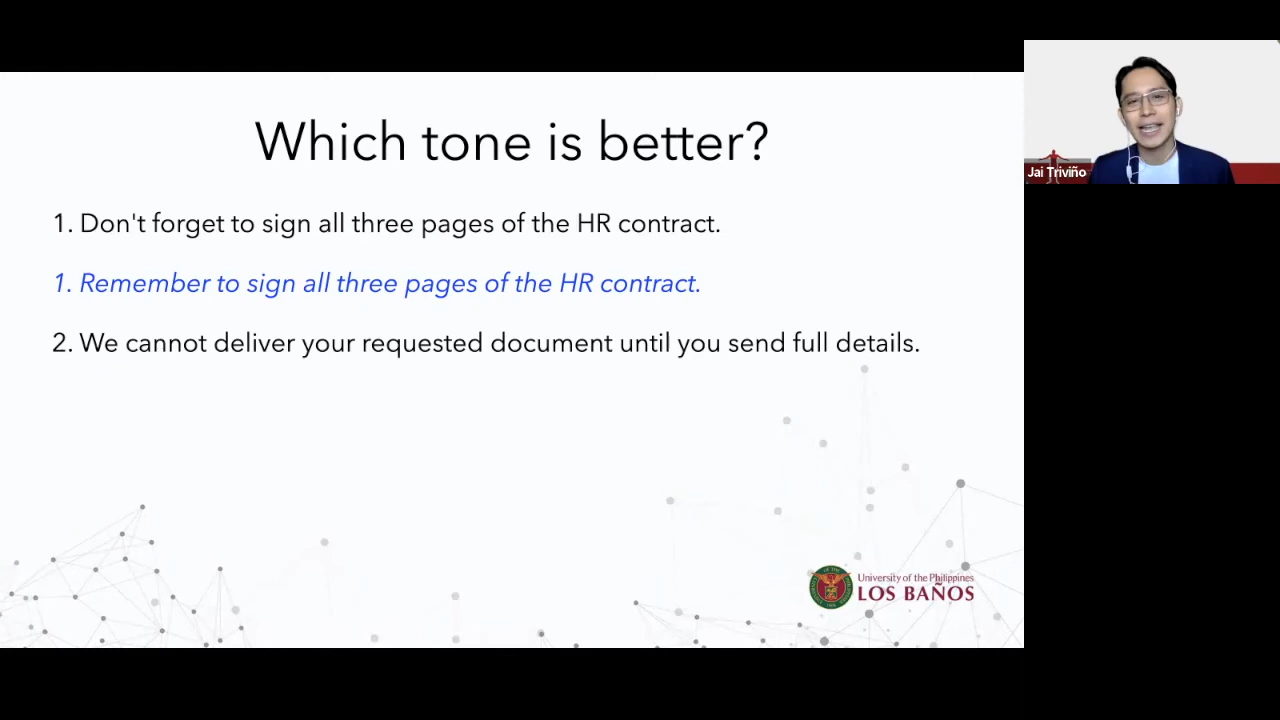 Which tone is better?
1. Don't forget to sign all three pages of the HR contract.
1. Remember to sign all three pages of the HR contract.
2. We cannot deliver your requested document until you send full details.
University of the Philippines
LOS BAÑOS
Jai Triviño